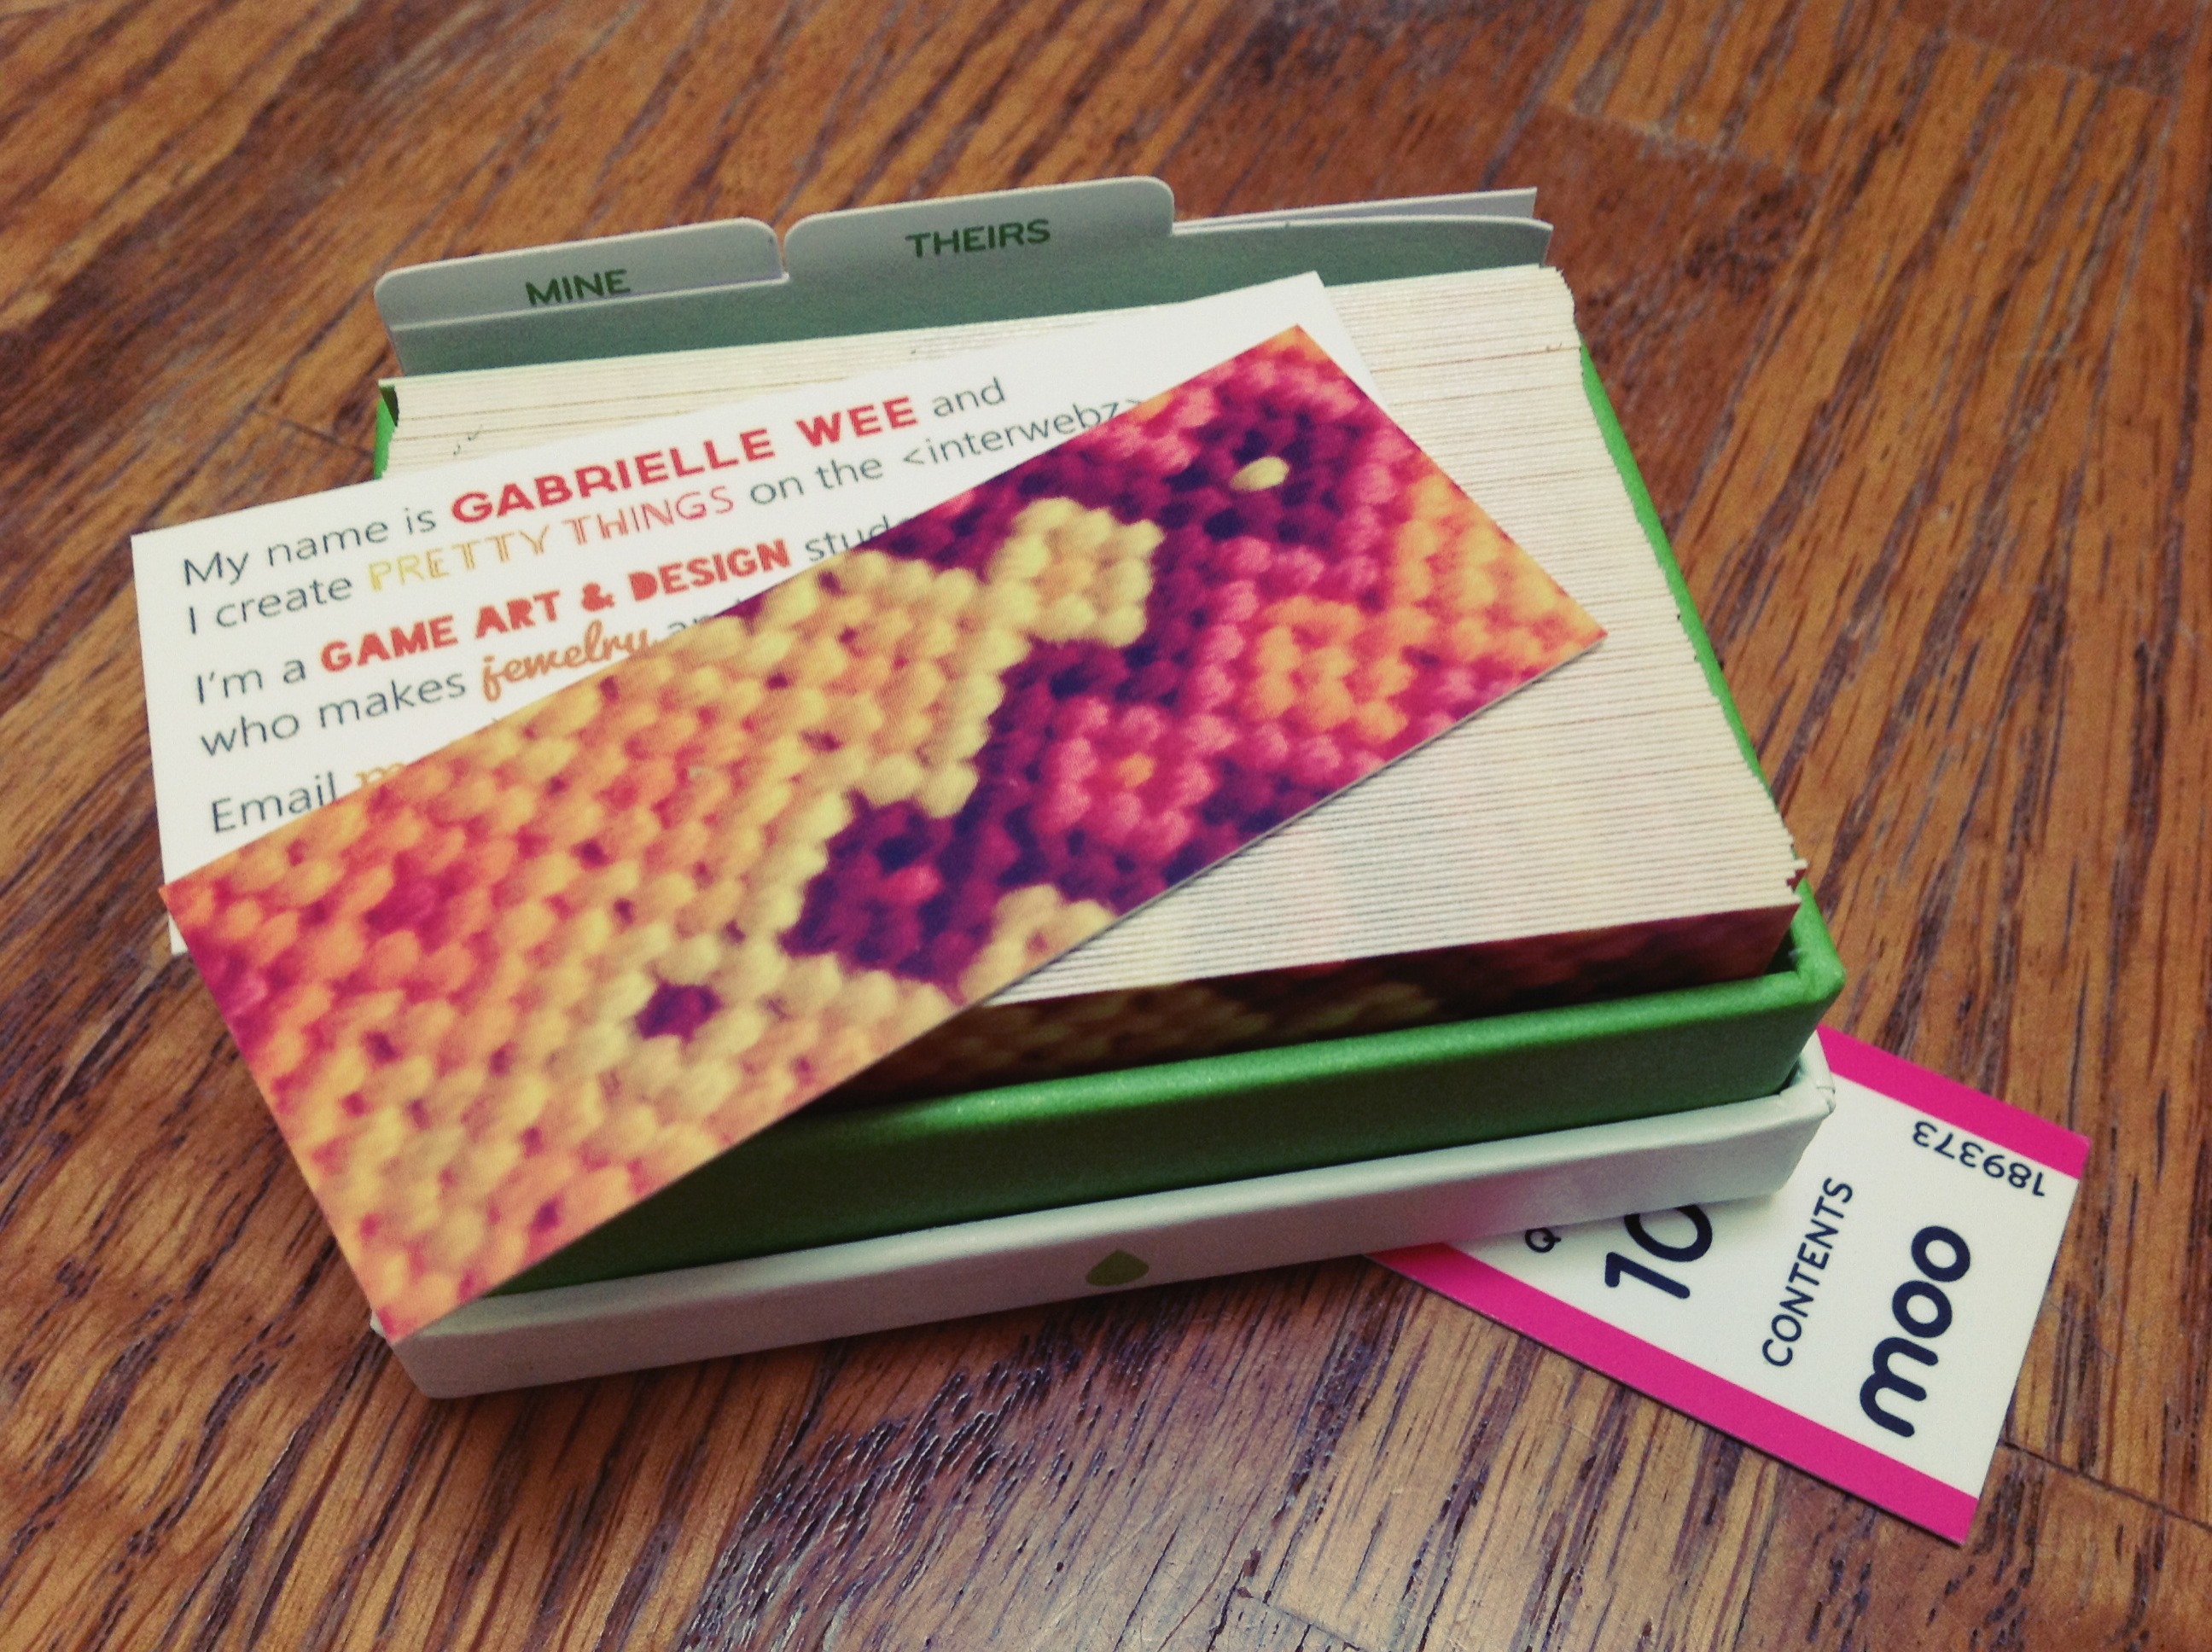 MINE
THEIRS
My name is GABRIELLE WEE and
I create PRETTY THINGS on the <interwebz>
I'm a GAME ART & DESIGN
who makes jewelry
Email
189373
CONTENTS
moo